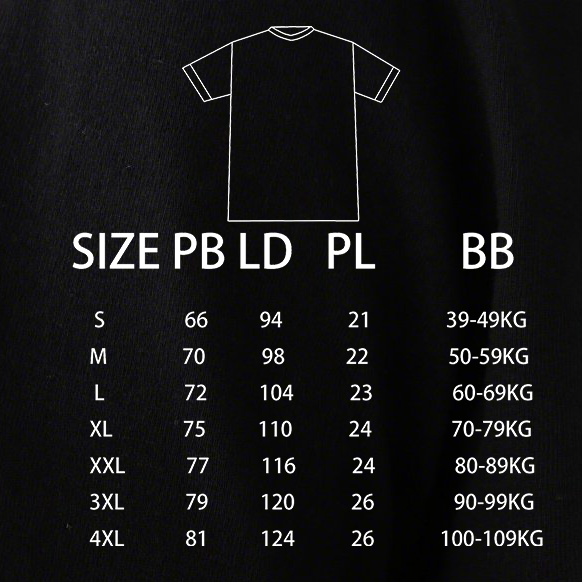 SIZE PB LD PL BB
S 66 94 21 39-49KG
M 70 98 22 50-59KG
L 72 104 23 60-69KG
XL 75 110 24 70-79KG
XXL 77 116 24 80-89KG
3XL 79 120 26 90-99KG
4XL 81 124 26 100-109KG